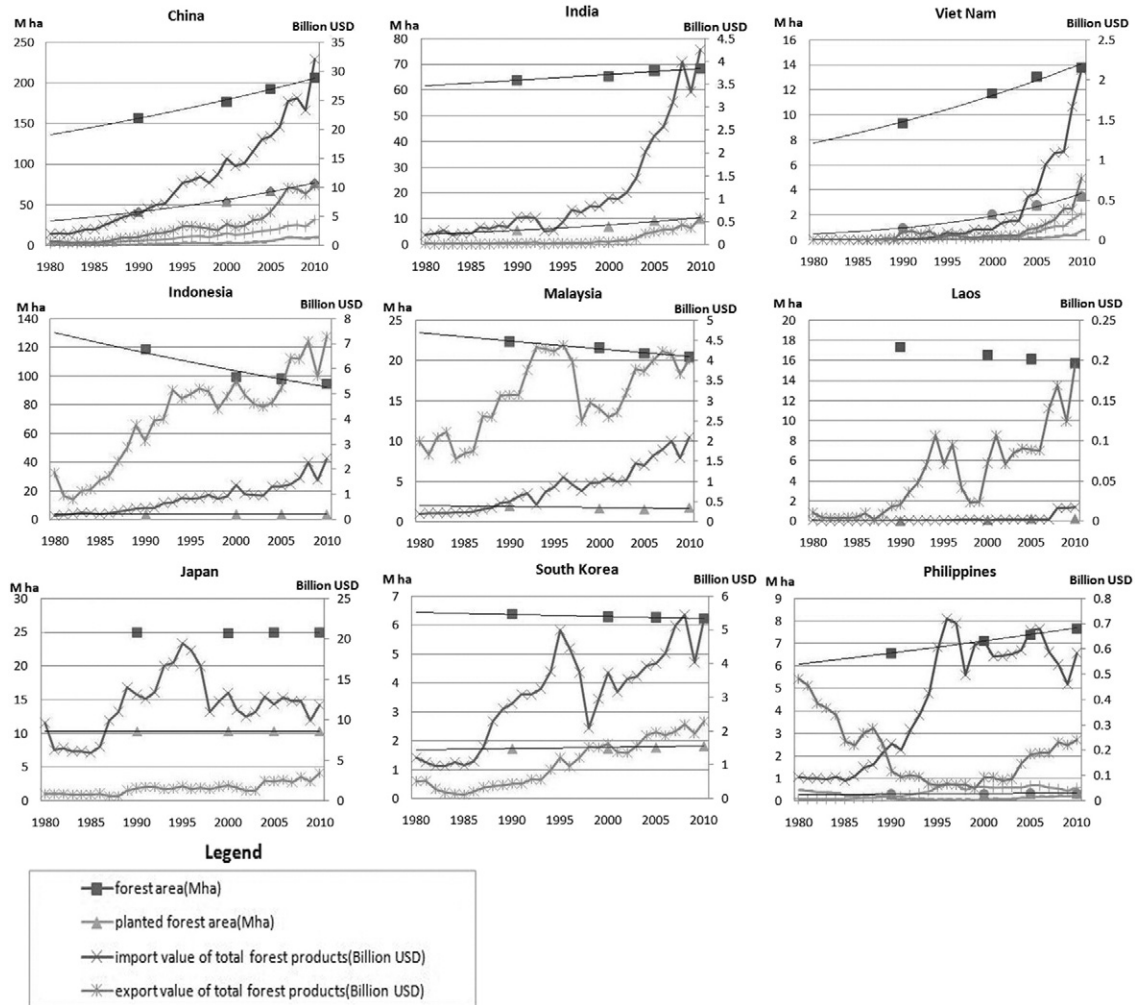 China India Viet Nam
M ha Billion USD M ha Billion USD M ha Billion USD
250 35 80 4.5 16 2.5
200 30 70 4 14 2
150 25 60 3.5 12 1.5
100 20 50 3 10 1
50 15 40 2.5 8 0.5
0 10 30 2 6 0
5 20 1.5 4
0 10 1 2
0 0.5 0
0
1980 1985 1990 1995 2000 2005 2010 1980 1985 1990 1995 2000 2005 2010 1980 1985 1990 1995 2000 2005 2010
Indonesia Malaysia Laos
M ha Billion USD M ha Billion USD M ha Billion USD
140 8 25 5 20 0.25
120 7 20 4.5 18 0.2
100 6 15 4 16 0.15
80 5 10 3.5 14 0.1
60 4 5 3 12 0.05
40 3 0 2.5 10 0
20 2 2 8
0 1 1.5 6
0 1 4
0.5 2
0 0
1980 1985 1990 1995 2000 2005 2010 1980 1985 1990 1995 2000 2005 2010 1980 1985 1990 1995 2000 2005 2010
Japan South Korea Philippines
M ha Billion USD M ha Billion USD M ha Billion USD
30 25 7 6 9 0.8
25 20 6 5 8 0.7
20 15 5 4 7 0.6
15 10 4 3 6 0.5
10 5 3 2 5 0.4
5 0 2 1 4 0.3
0 1 0 3 0.2
0 2 0.1
1 0
0
1980 1985 1990 1995 2000 2005 2010 1980 1985 1990 1995 2000 2005 2010 1980 1985 1990 1995 2000 2005 2010
Legend
forest area(Mha)
planted forest area(Mha)
import value of total forest products(Billion USD)
export value of total forest products(Billion USD)